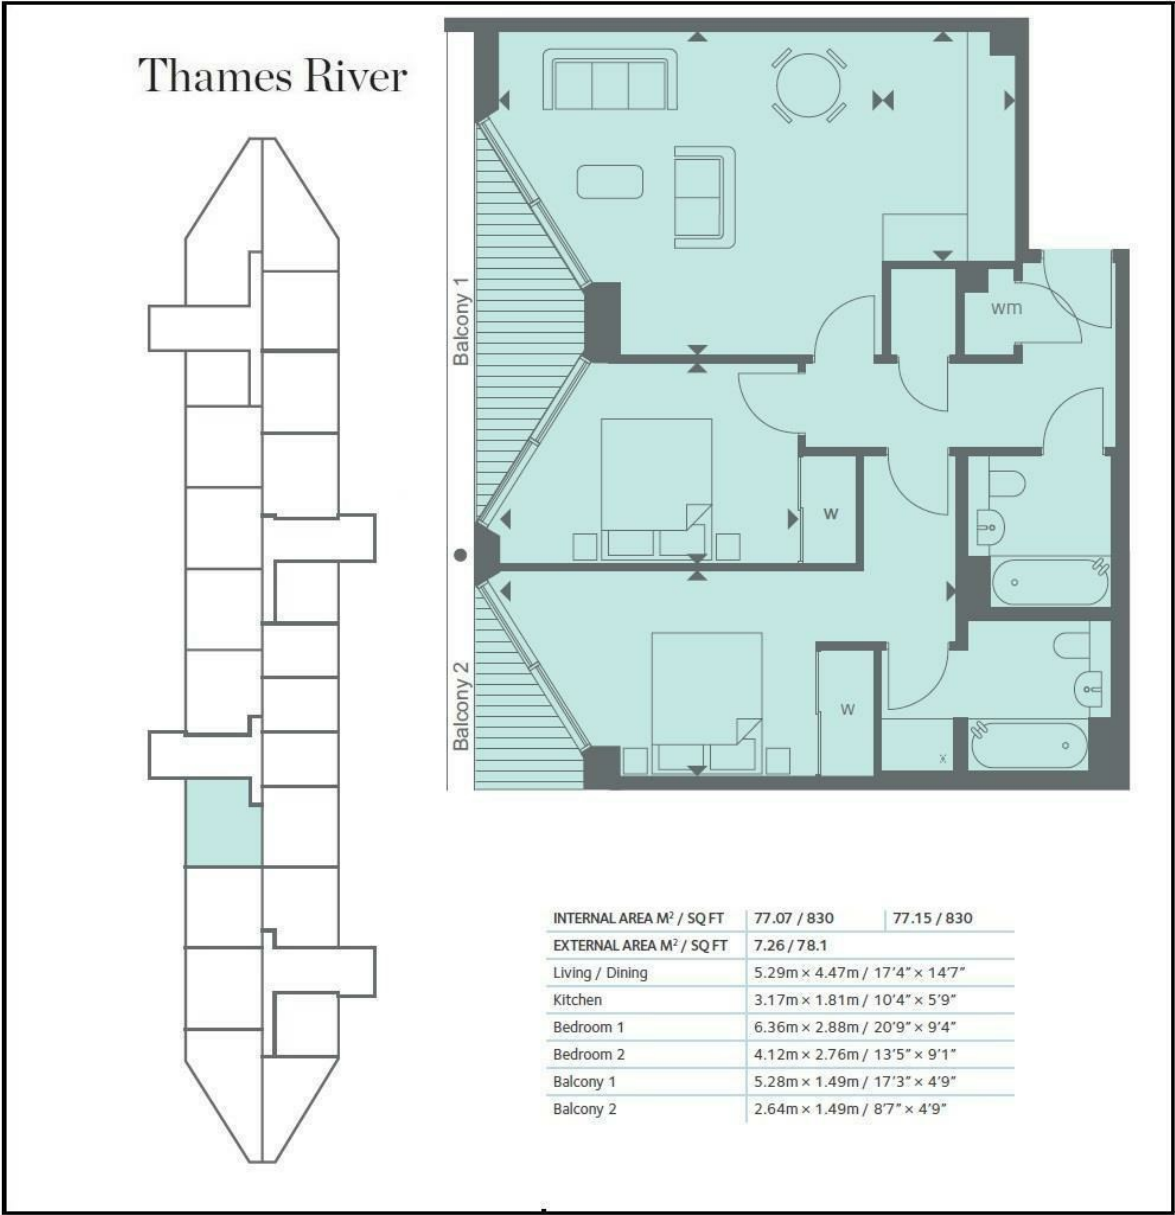 Thames River
Balcony 1
wm
w
Balcony 2
w
x
INTERNAL AREA M² / SQ FT 77.07 / 830 77.15 / 830
EXTERNAL AREA M² / SQ FT 7.26 / 78.1
Living / Dining 5.29m × 4.47m / 17'4” × 14'7”
Kitchen 3.17m × 1.81m / 10'4” × 5'9”
Bedroom 1 6.36m × 2.88m / 20'9” × 9'4”
Bedroom 2 4.12m × 2.76m / 13'5” × 9'1”
Balcony 1 5.28m × 1.49m / 17'3” × 4'9”
Balcony 2 2.64m × 1.49m / 8'7” × 4'9”